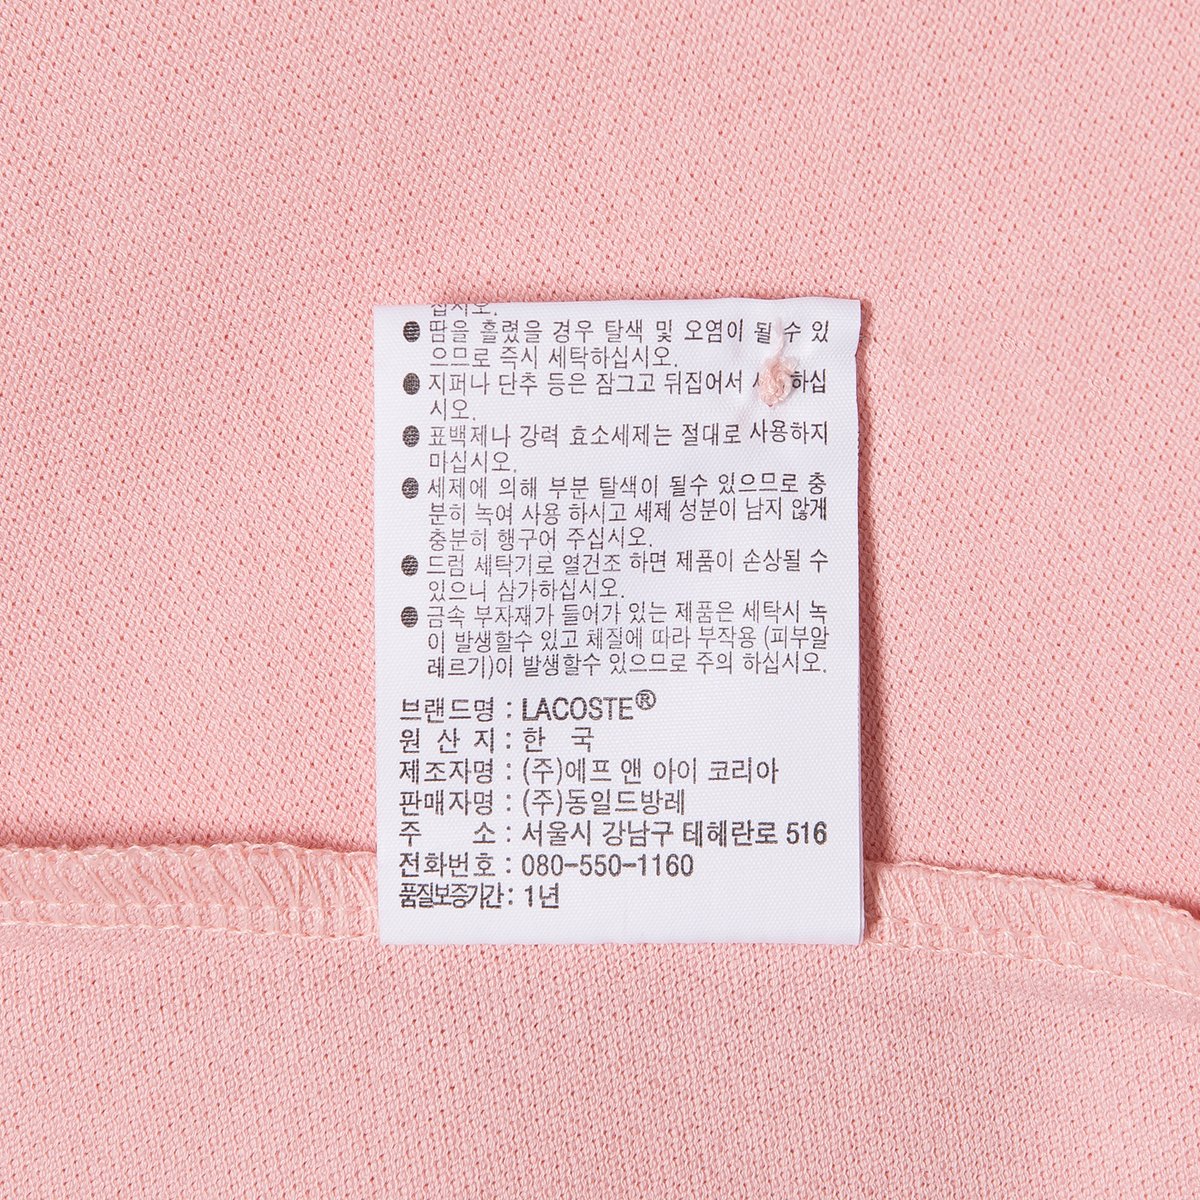 십시오.
● 땀을 흘렸을 경우 탈색 및 오염이 될 수 있
으므로 즉시 세탁하십시오.
● 지퍼나 단추 등은 잠그고 뒤집어서 하십
시오.
● 표백제나 강력 효소세제는 절대로 사용하지
마십시오.
● 세제에 의해 부분 탈색이 될수 있으므로 충
분히 녹여 사용 하시고 세제 성분이 남지 않게
충분히 행구어 주십시오.
● 드럼 세탁기로 열건조 하면 제품이 손상될 수
있으니 삼가하십시오.
● 금속 부자재가 들어가 있는 제품은 세탁시 녹
이 발생할수 있고 체질에 따라 부작용 (피부알
레르기)이 발생할수 있으므로 주의 하십시오.
브랜드명 : LACOSTE®
원 산 지 : 한 국
제조자명 : (주)에프 앤 아이 코리아
판매자명 : (주)동일드방레
주 소 : 서울시 강남구 테헤란로 516
전화번호 : 080-550-1160
품질보증기간 : 1년